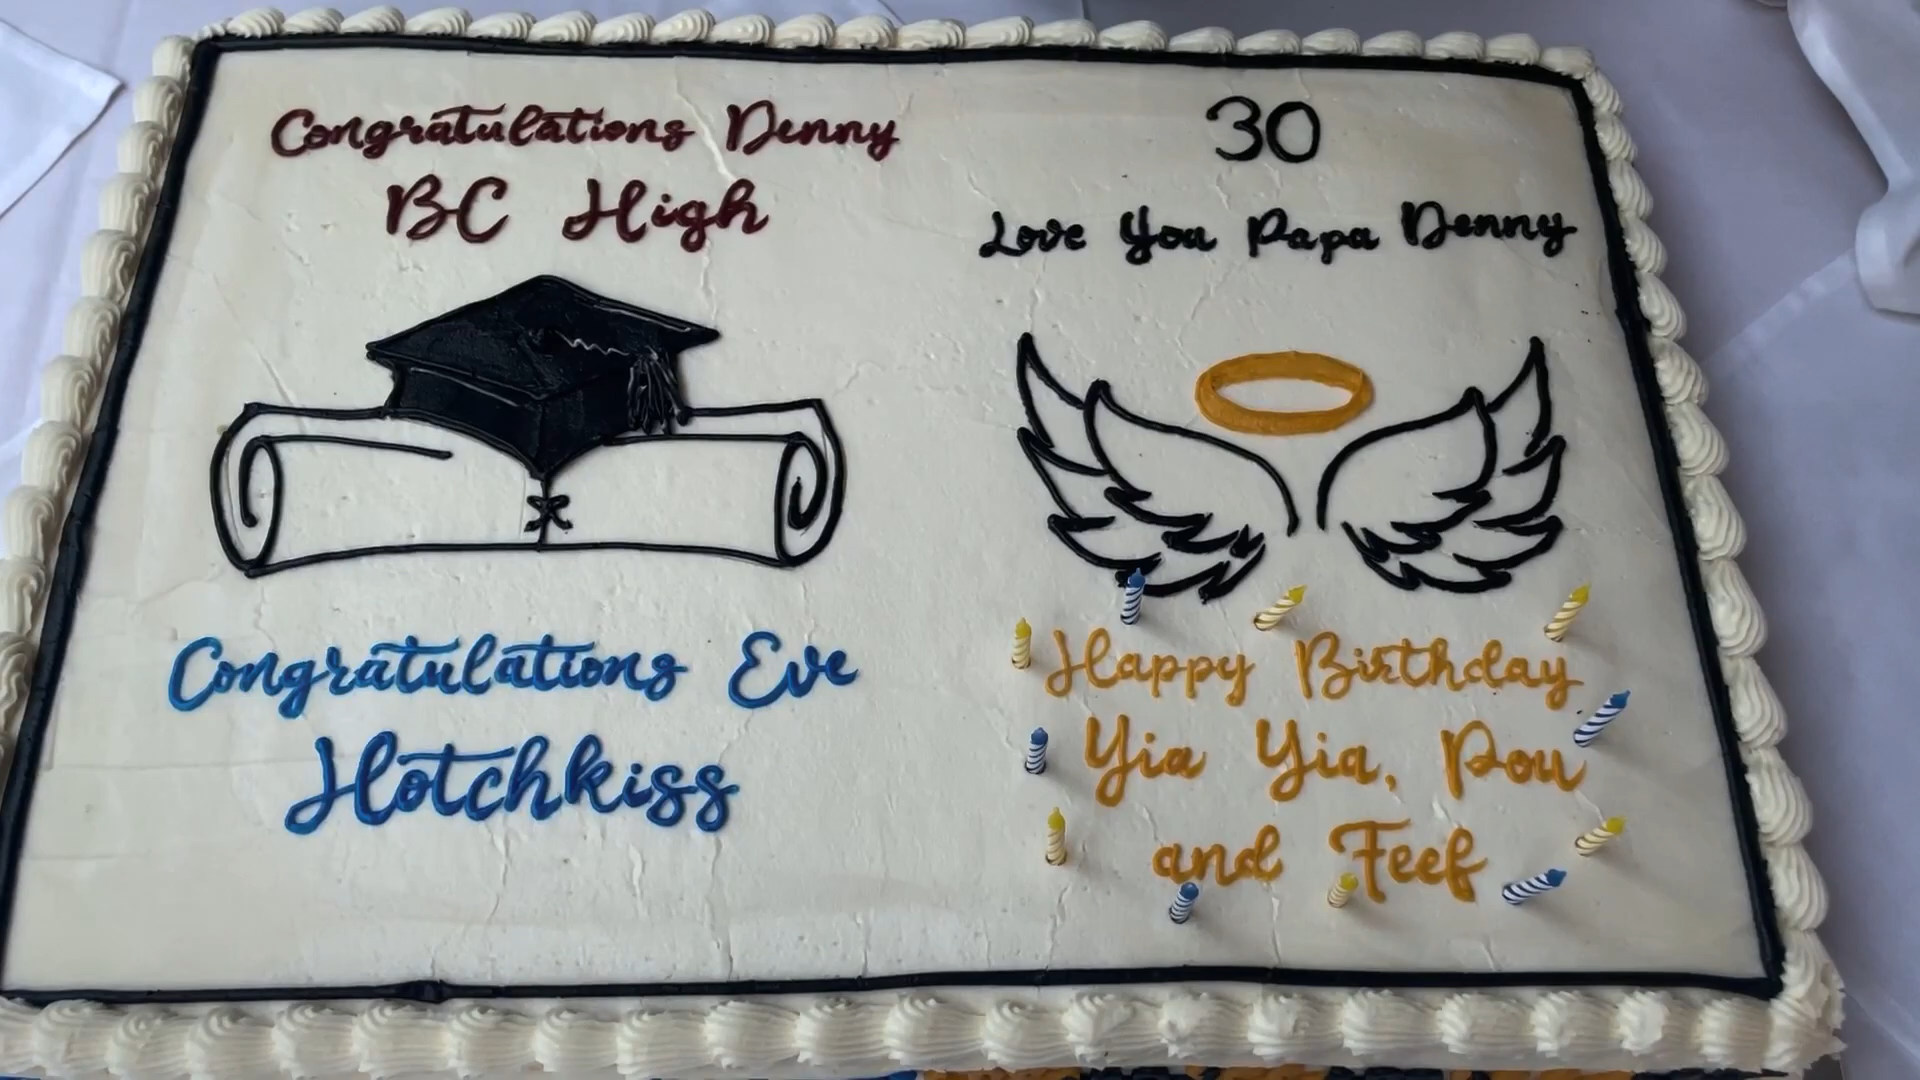 Congratulations Denny
BC High
Congratulations Eve
Hotchkiss
30
Love You Papa Denny
Happy Birthday
Yia Yia, Pou
and Feef